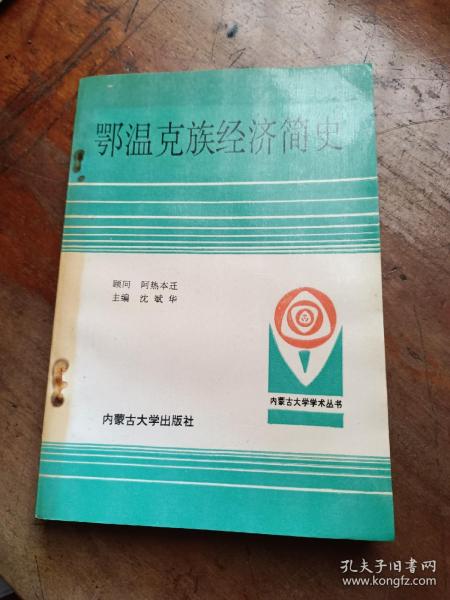 鄂温克族经济简史
顾问 阿热本迁
主编 沈斌华
内蒙古大学学术丛书
内蒙古大学出版社
孔夫子旧书网
www.kongfz.com